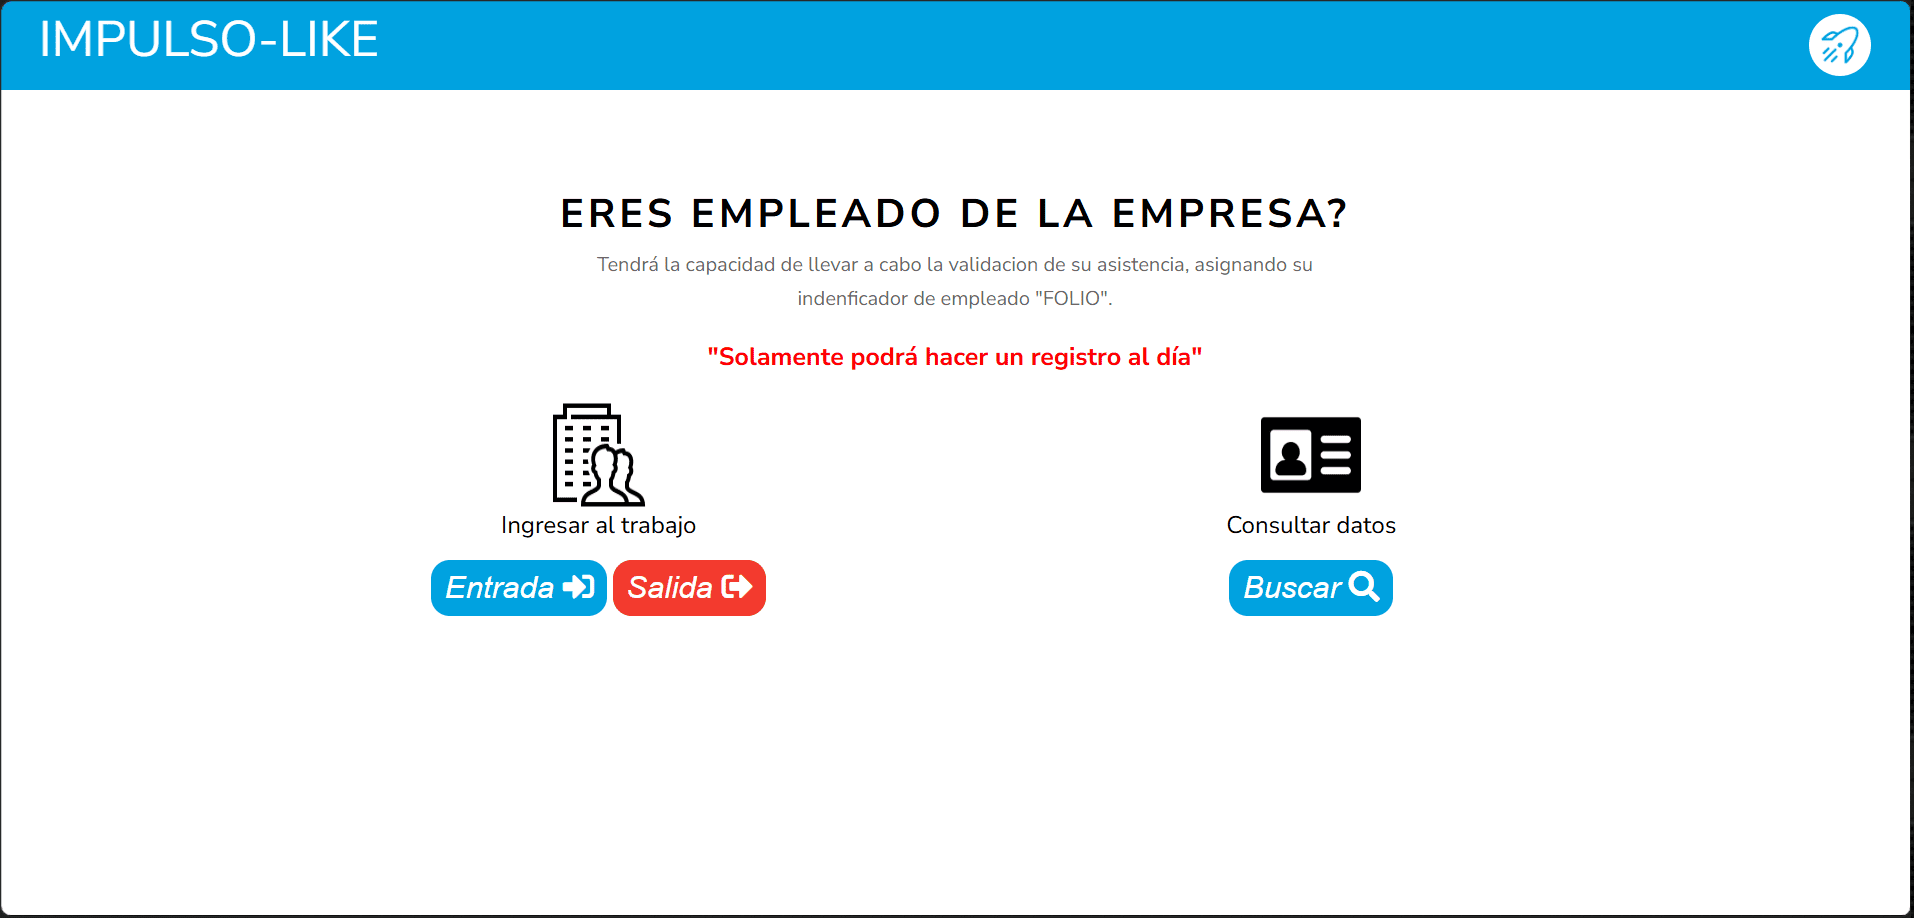 IMPULSO-LIKE
ERES EMPLEADO DE LA EMPRESA?
Tendrá la capacidad de llevar a cabo la validacion de su asistencia, asignando su
indenficador de empleado "FOLIO".
"Solamente podrá hacer un registro al día"
Ingresar al trabajo
Consultar datos
Entrada
Salida
Buscar